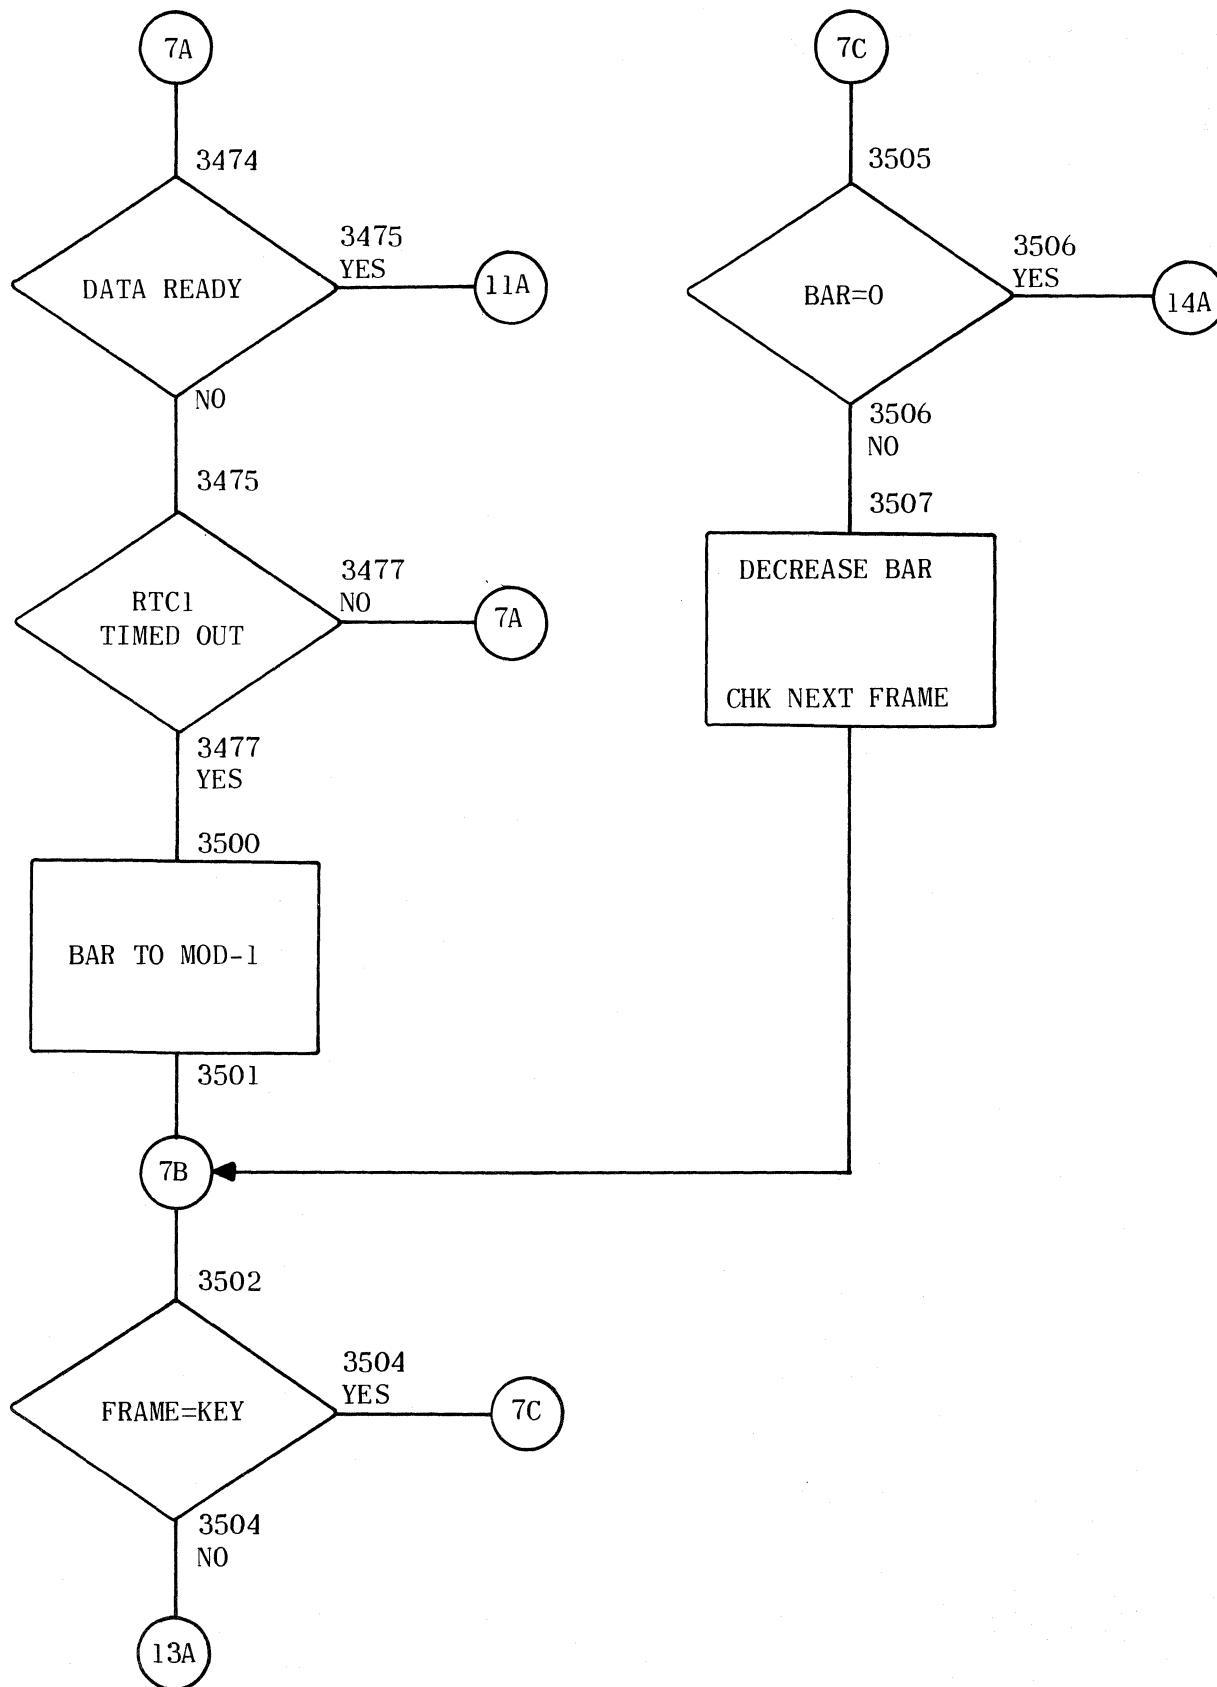 7A
3474
DATA READY
3475
YES
11A
NO
3475
RTC1
TIMED OUT
3477
NO
7A
3477
YES
3500
BAR TO MOD-1
3501
7B
3502
FRAME=KEY
3504
YES
7C
3504
NO
13A
7C
3505
BAR=0
3506
YES
14A
3506
NO
3507
DECREASE BAR
CHK NEXT FRAME